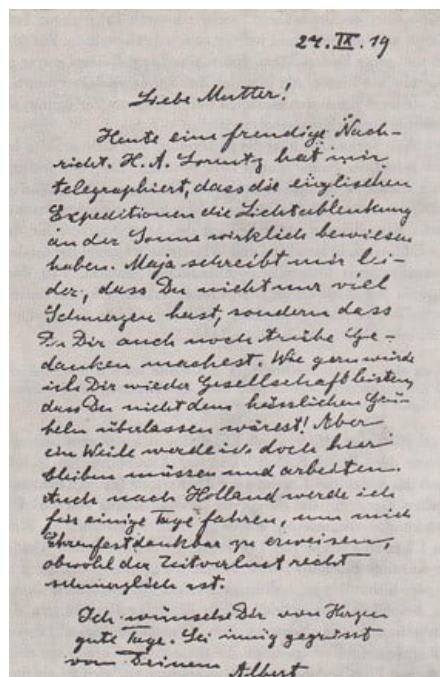 27. IX. 19
Liebe Mutter!
Heute eine freudige Nach-
richt. H. A. Lorentz hat mir
telegraphiert, dass die englischen
Expeditionen die Lichtablenkung
an der Sonne wirklich bewiesen
haben. Maja schreibt mir lei-
der, dass Du nicht nur viel
Schmerzen hast, sondern dass
Du Dir auch noch trübe Ge-
danken machest. Wie gern würde
ich Dir wieder Gesellschaft leisten,
dass Du nicht dem hässlichen Grü-
beln überlassen wärest! Aber
ein Weile werde ich doch hier
bleiben müssen und arbeiten.
Auch nach Holland werde ich
für einige Tage fahren, um mich
Ehrenfest dankbar zu erweisen,
obwohl der Zeitverlust recht
schmerzlich ist.
Ich wünsche Dir von Herzen
gute Tage. Sei innig gegrüsst
von Deinem
Albert